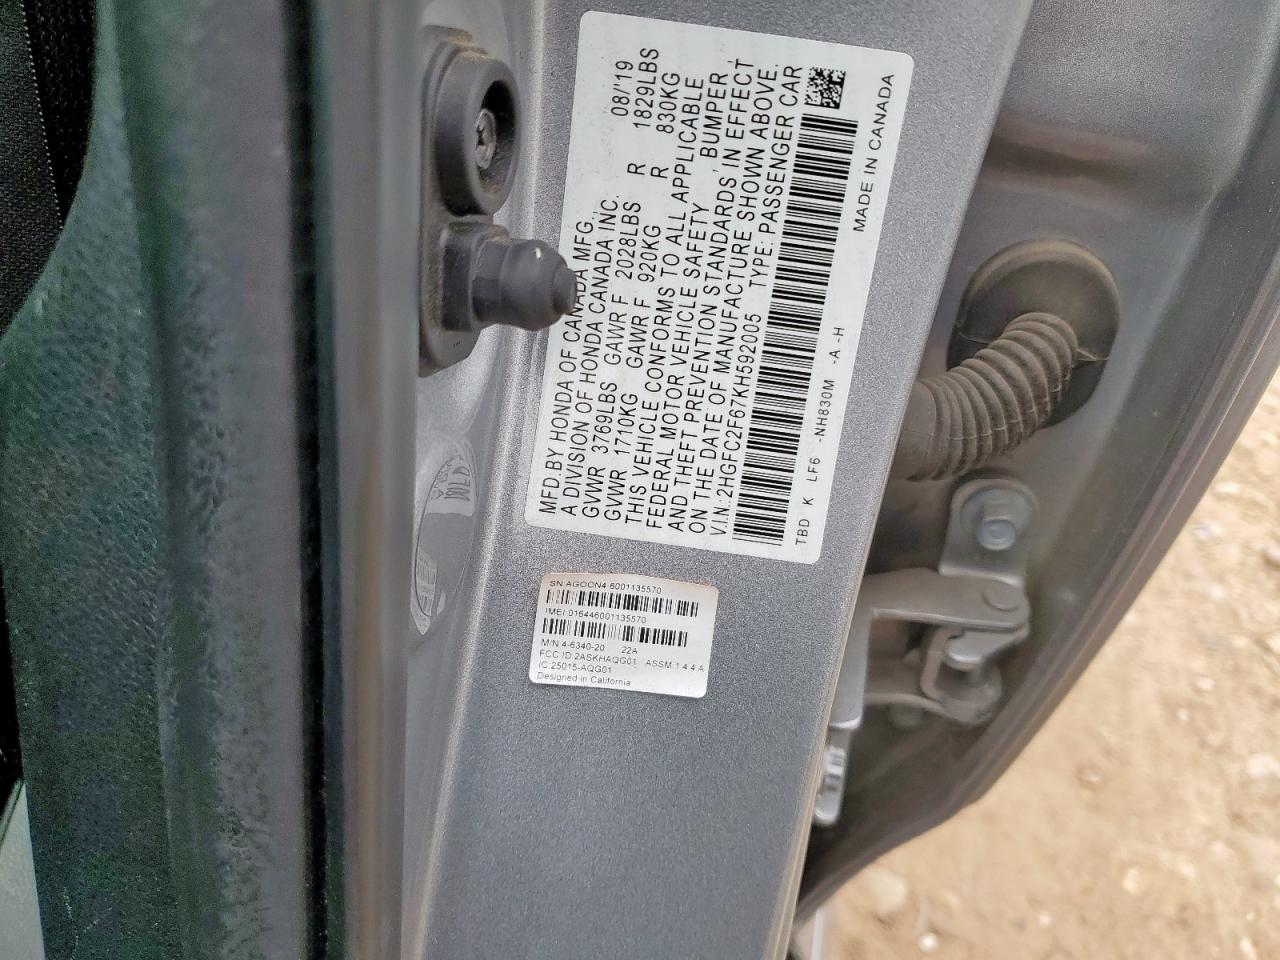 MFD.BY HONDA OF CANADA MFG., 08/'19
A DIVISION OF HONDA CANADA INC.
GVWR 3769LBS GAWR F 2028LBS R 1829LBS
GVWR 1710KG GAWR F 920KG R 830KG
THIS VEHICLE CONFORMS TO ALL APPLICABLE
FEDERAL MOTOR VEHICLE SAFETY, BUMPER,
AND THEFT PREVENTION STANDARDS IN EFFECT
ON THE DATE OF MANUFACTURE SHOWN ABOVE.
V.I.N.: 2HGFC2F67KH592005 TYPE: PASSENGER CAR
TBD K LF6 -NH830M -A -H
MADE IN CANADA
SN:AGOON4-6001135570
IMEI:016446001135570
M/N 4-6340-20 22A
FCC ID:2ASKHAQG01 ASSM:1.4.4.A
IC:25015-AQG01
Designed in California